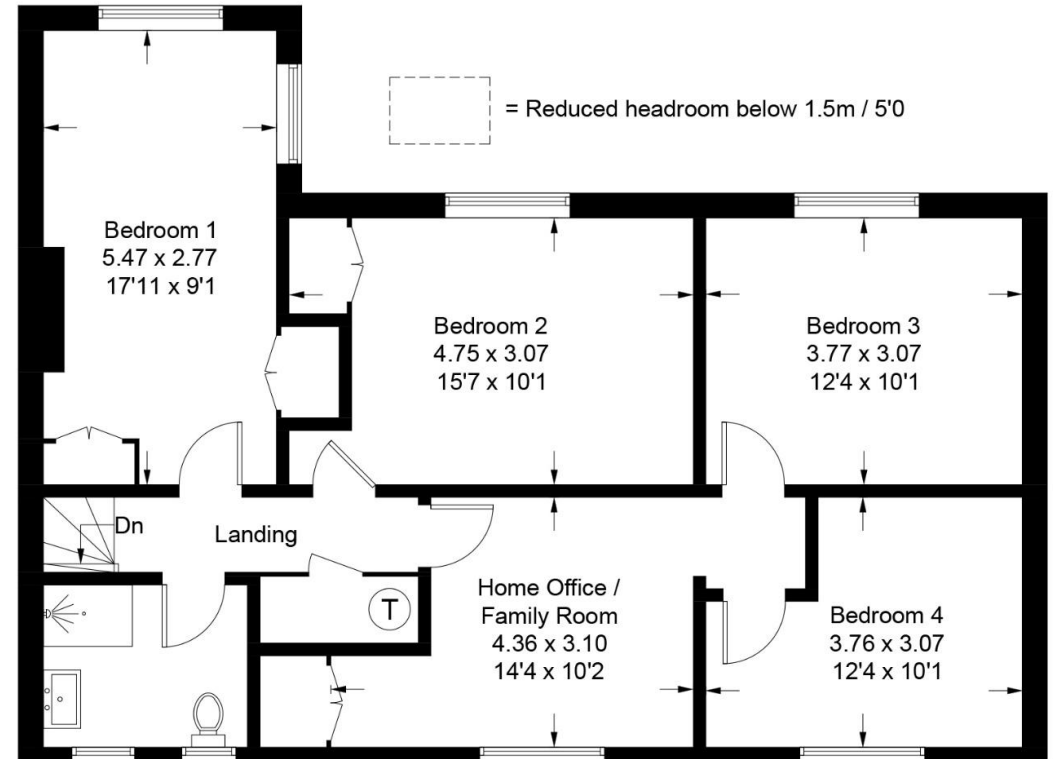 = Reduced headroom below 1.5m / 5'0
Bedroom 1
5.47 x 2.77
17'11 x 9'1
Bedroom 2
4.75 x 3.07
15'7 x 10'1
Bedroom 3
3.77 x 3.07
12'4 x 10'1
Dn
Landing
T
Home Office /
Family Room
4.36 x 3.10
14'4 x 10'2
Bedroom 4
3.76 x 3.07
12'4 x 10'1